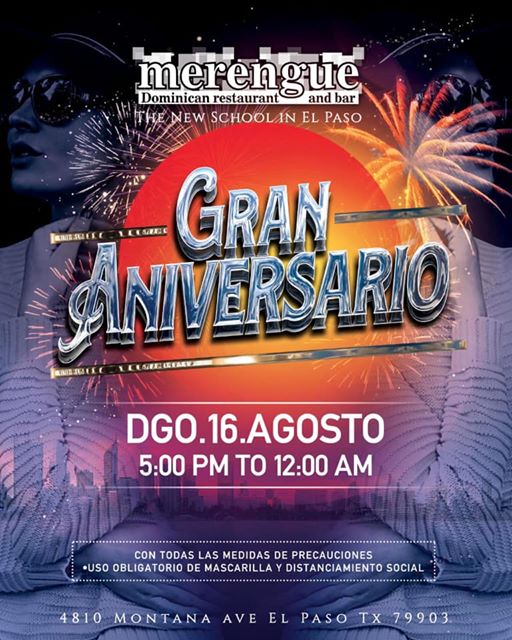 merengue
Dominican restaurant and bar
The New School in El Paso
GRAN
ANIVERSARIO
DGO.16.AGOSTO
5:00 PM TO 12:00 AM
CON TODAS LAS MEDIDAS DE PRECAUCIONES
•USO OBLIGATORIO DE MASCARILLA Y DISTANCIAMIENTO SOCIAL •
4810 Montana ave El Paso Tx 79903